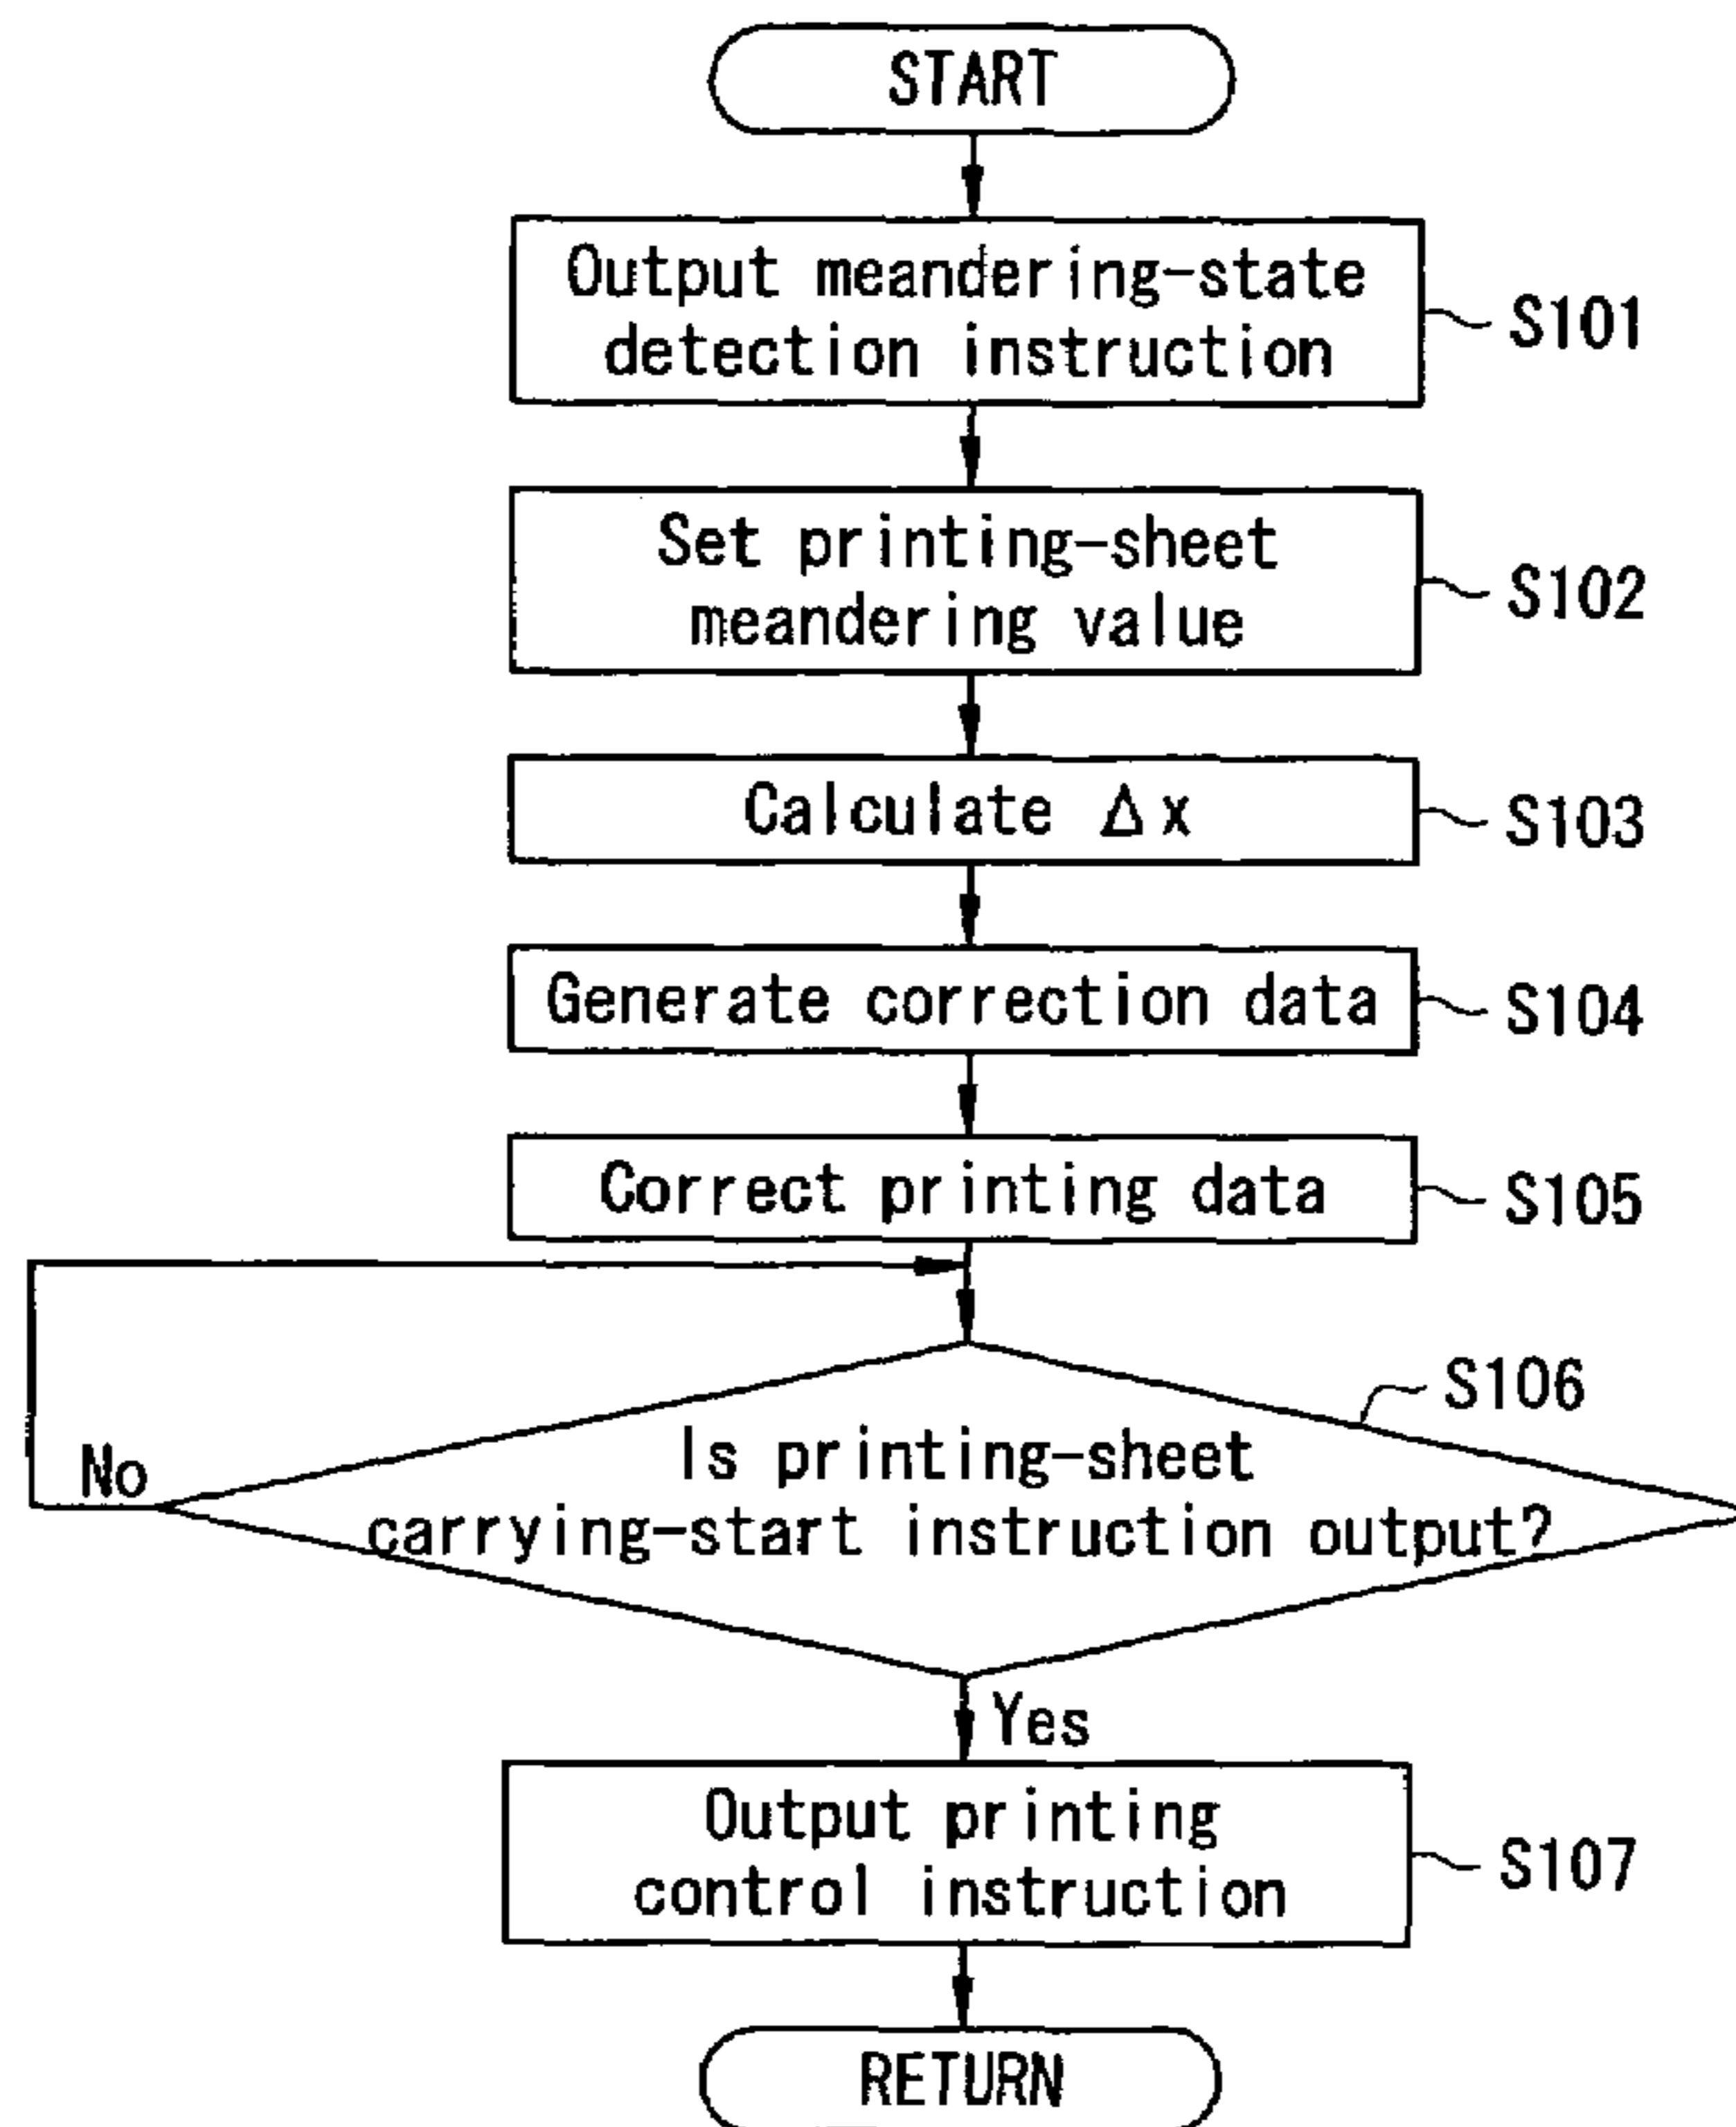 START
Output meandering-state
detection instruction
S101
Set printing-sheet
meandering value
S102
Calculate Δx
S103
Generate correction data
S104
Correct printing data
S105
S106
Is printing-sheet
carrying-start instruction output?
No
Yes
Output printing
control instruction
S107
RETURN